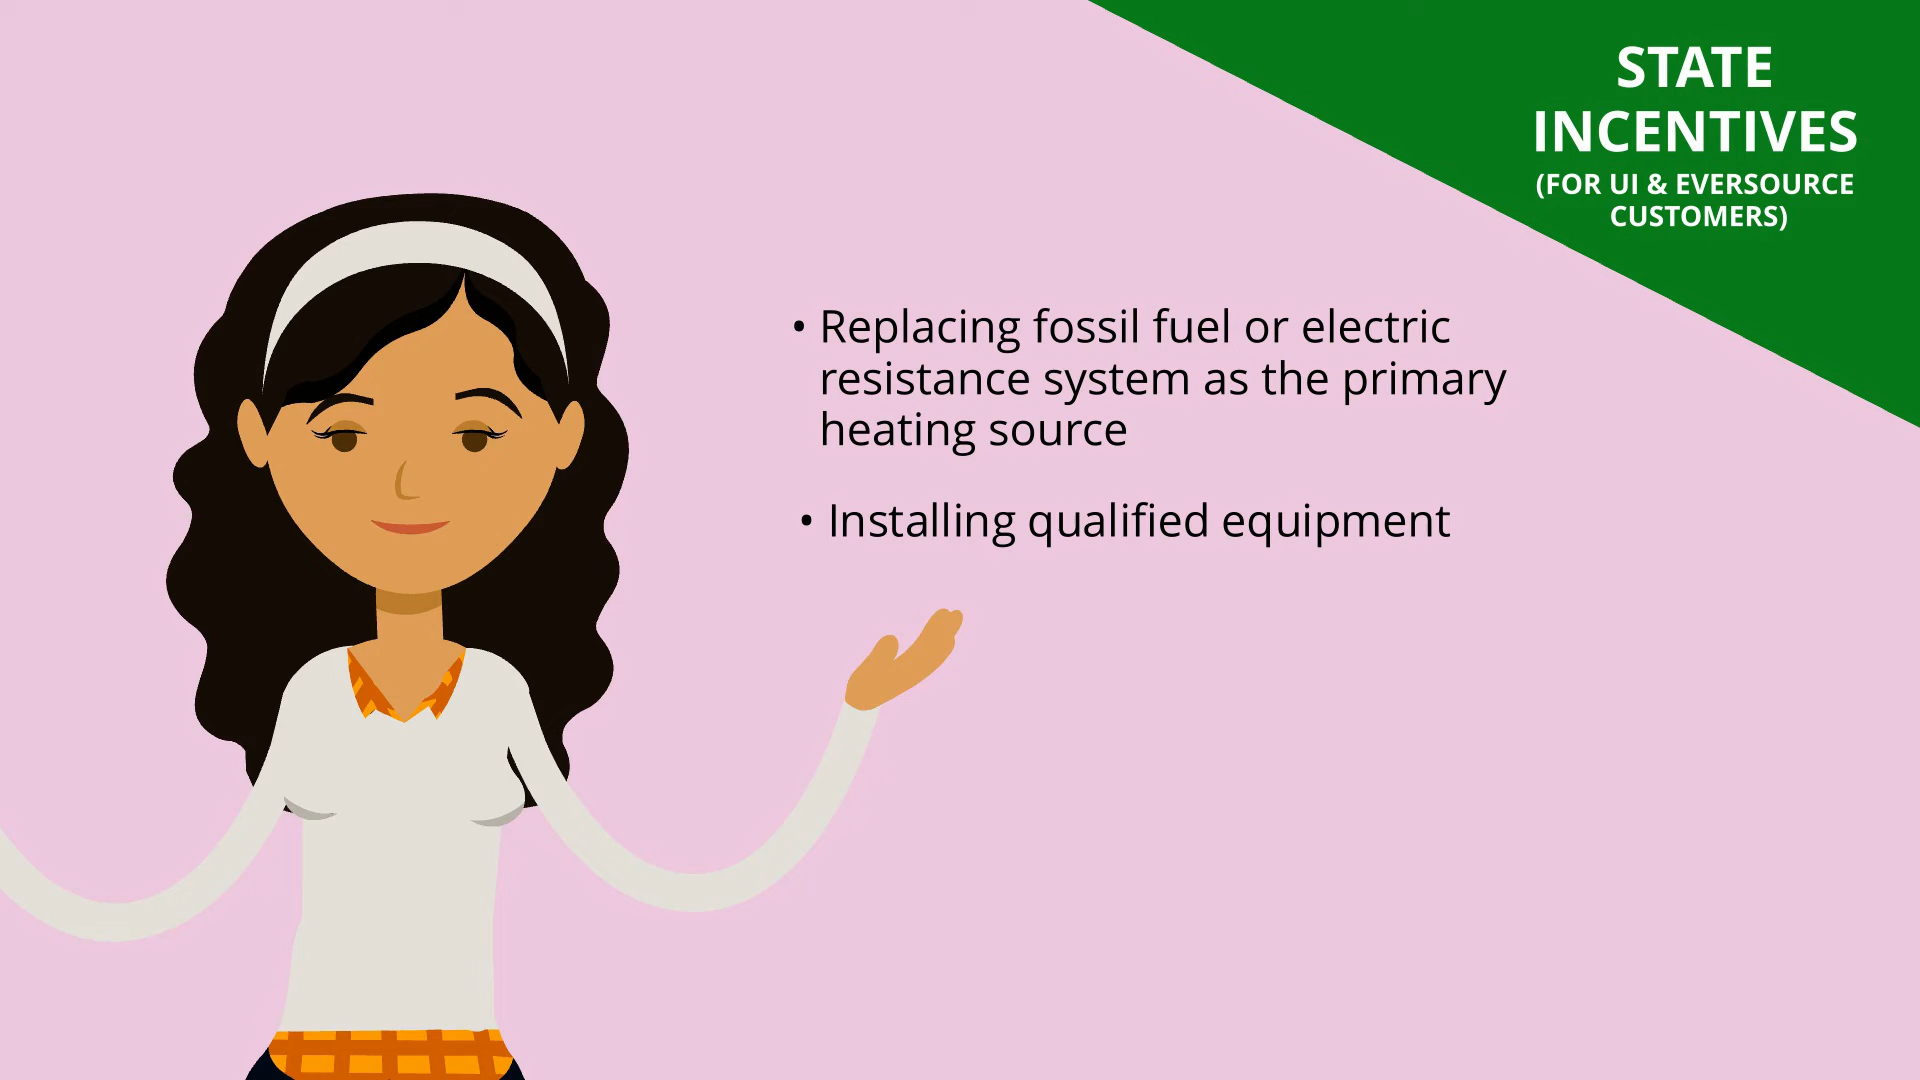 STATE
INCENTIVES
(FOR UI & EVERSOURCE
CUSTOMERS)
• Replacing fossil fuel or electric
resistance system as the primary
heating source
• Installing qualified equipment